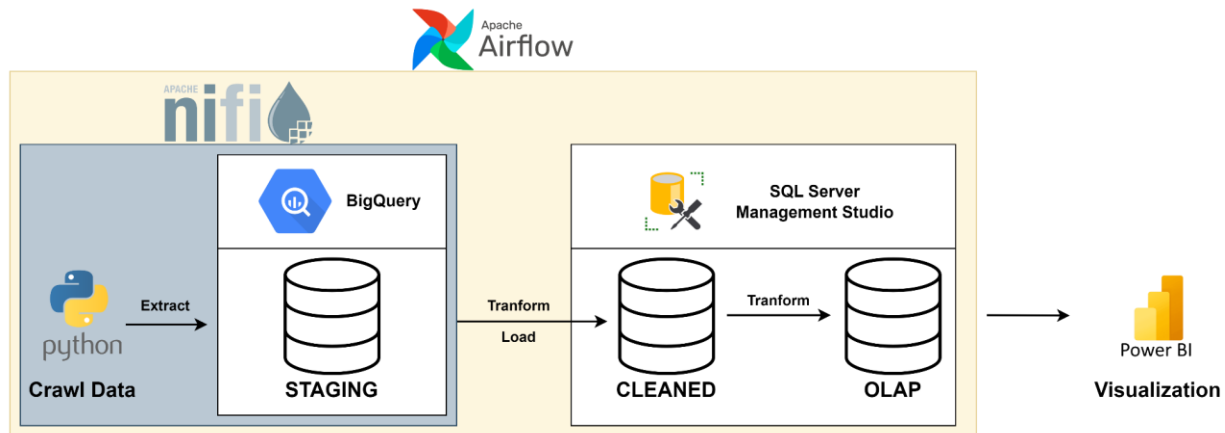 Apache
Airflow
APACHE
nifi
BigQuery
SQL Server
Management Studio
Extract
Tranform
Load
Tranform
python
Power BI
Crawl Data
STAGING
CLEANED
OLAP
Visualization